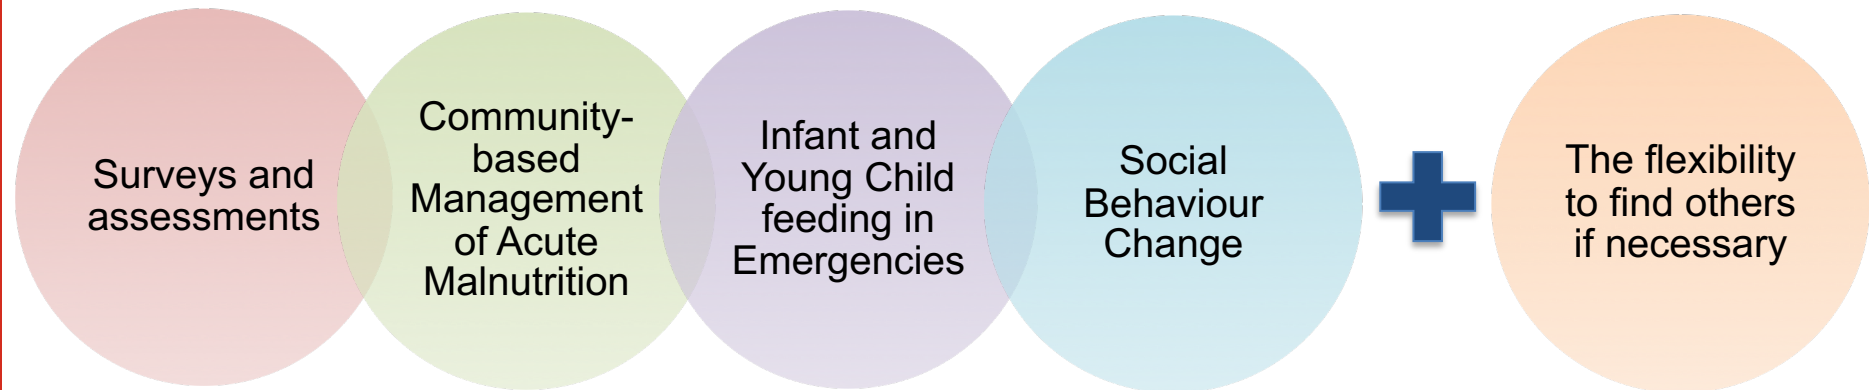 Surveys and
assessments
Community-
based
Management
of Acute
Malnutrition
Infant and
Young Child
feeding in
Emergencies
Social
Behaviour
Change
The flexibility
to find others
if necessary